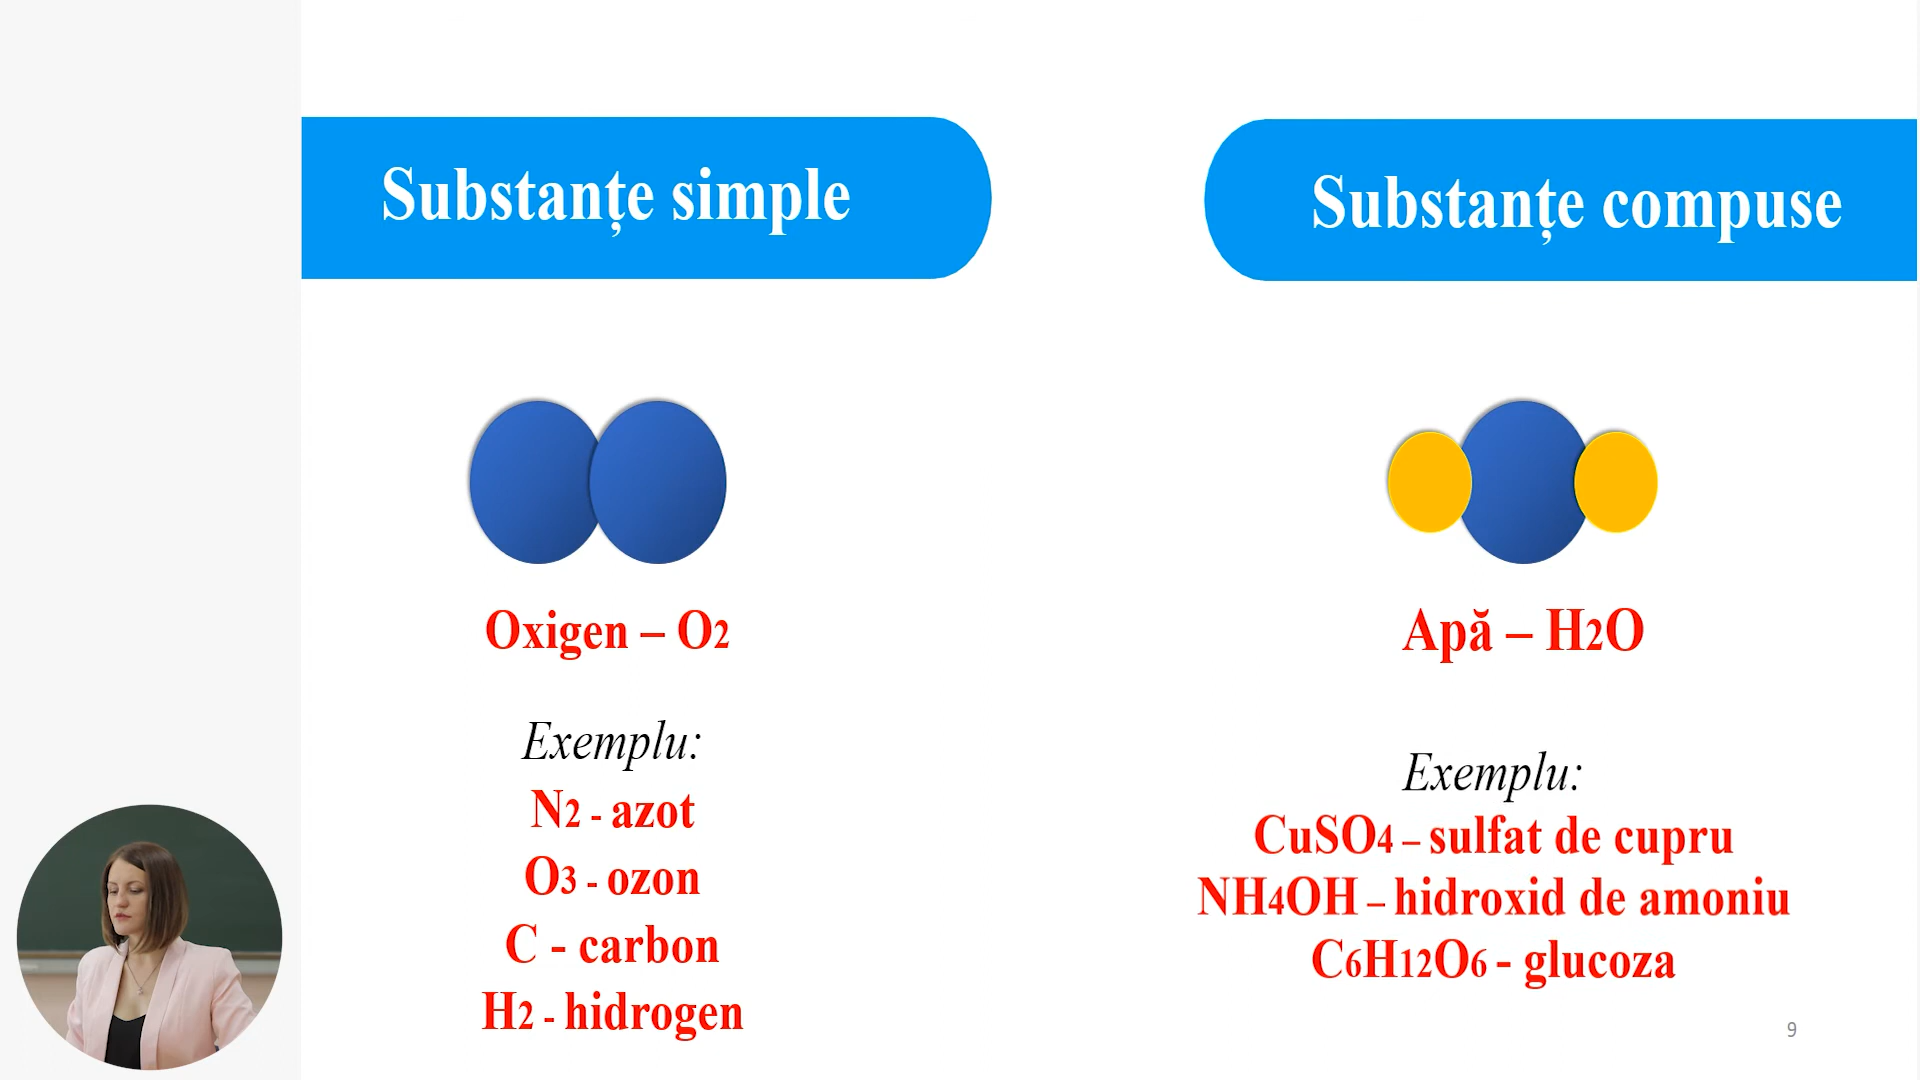 Substanțe simple
Oxigen – O2
Exemplu:
N2 - azot
O3 - ozon
C - carbon
H2 - hidrogen
Substanțe compuse
Apă – H2O
Exemplu:
CuSO4 – sulfat de cupru
NH4OH – hidroxid de amoniu
C6H12O6 - glucoza
9